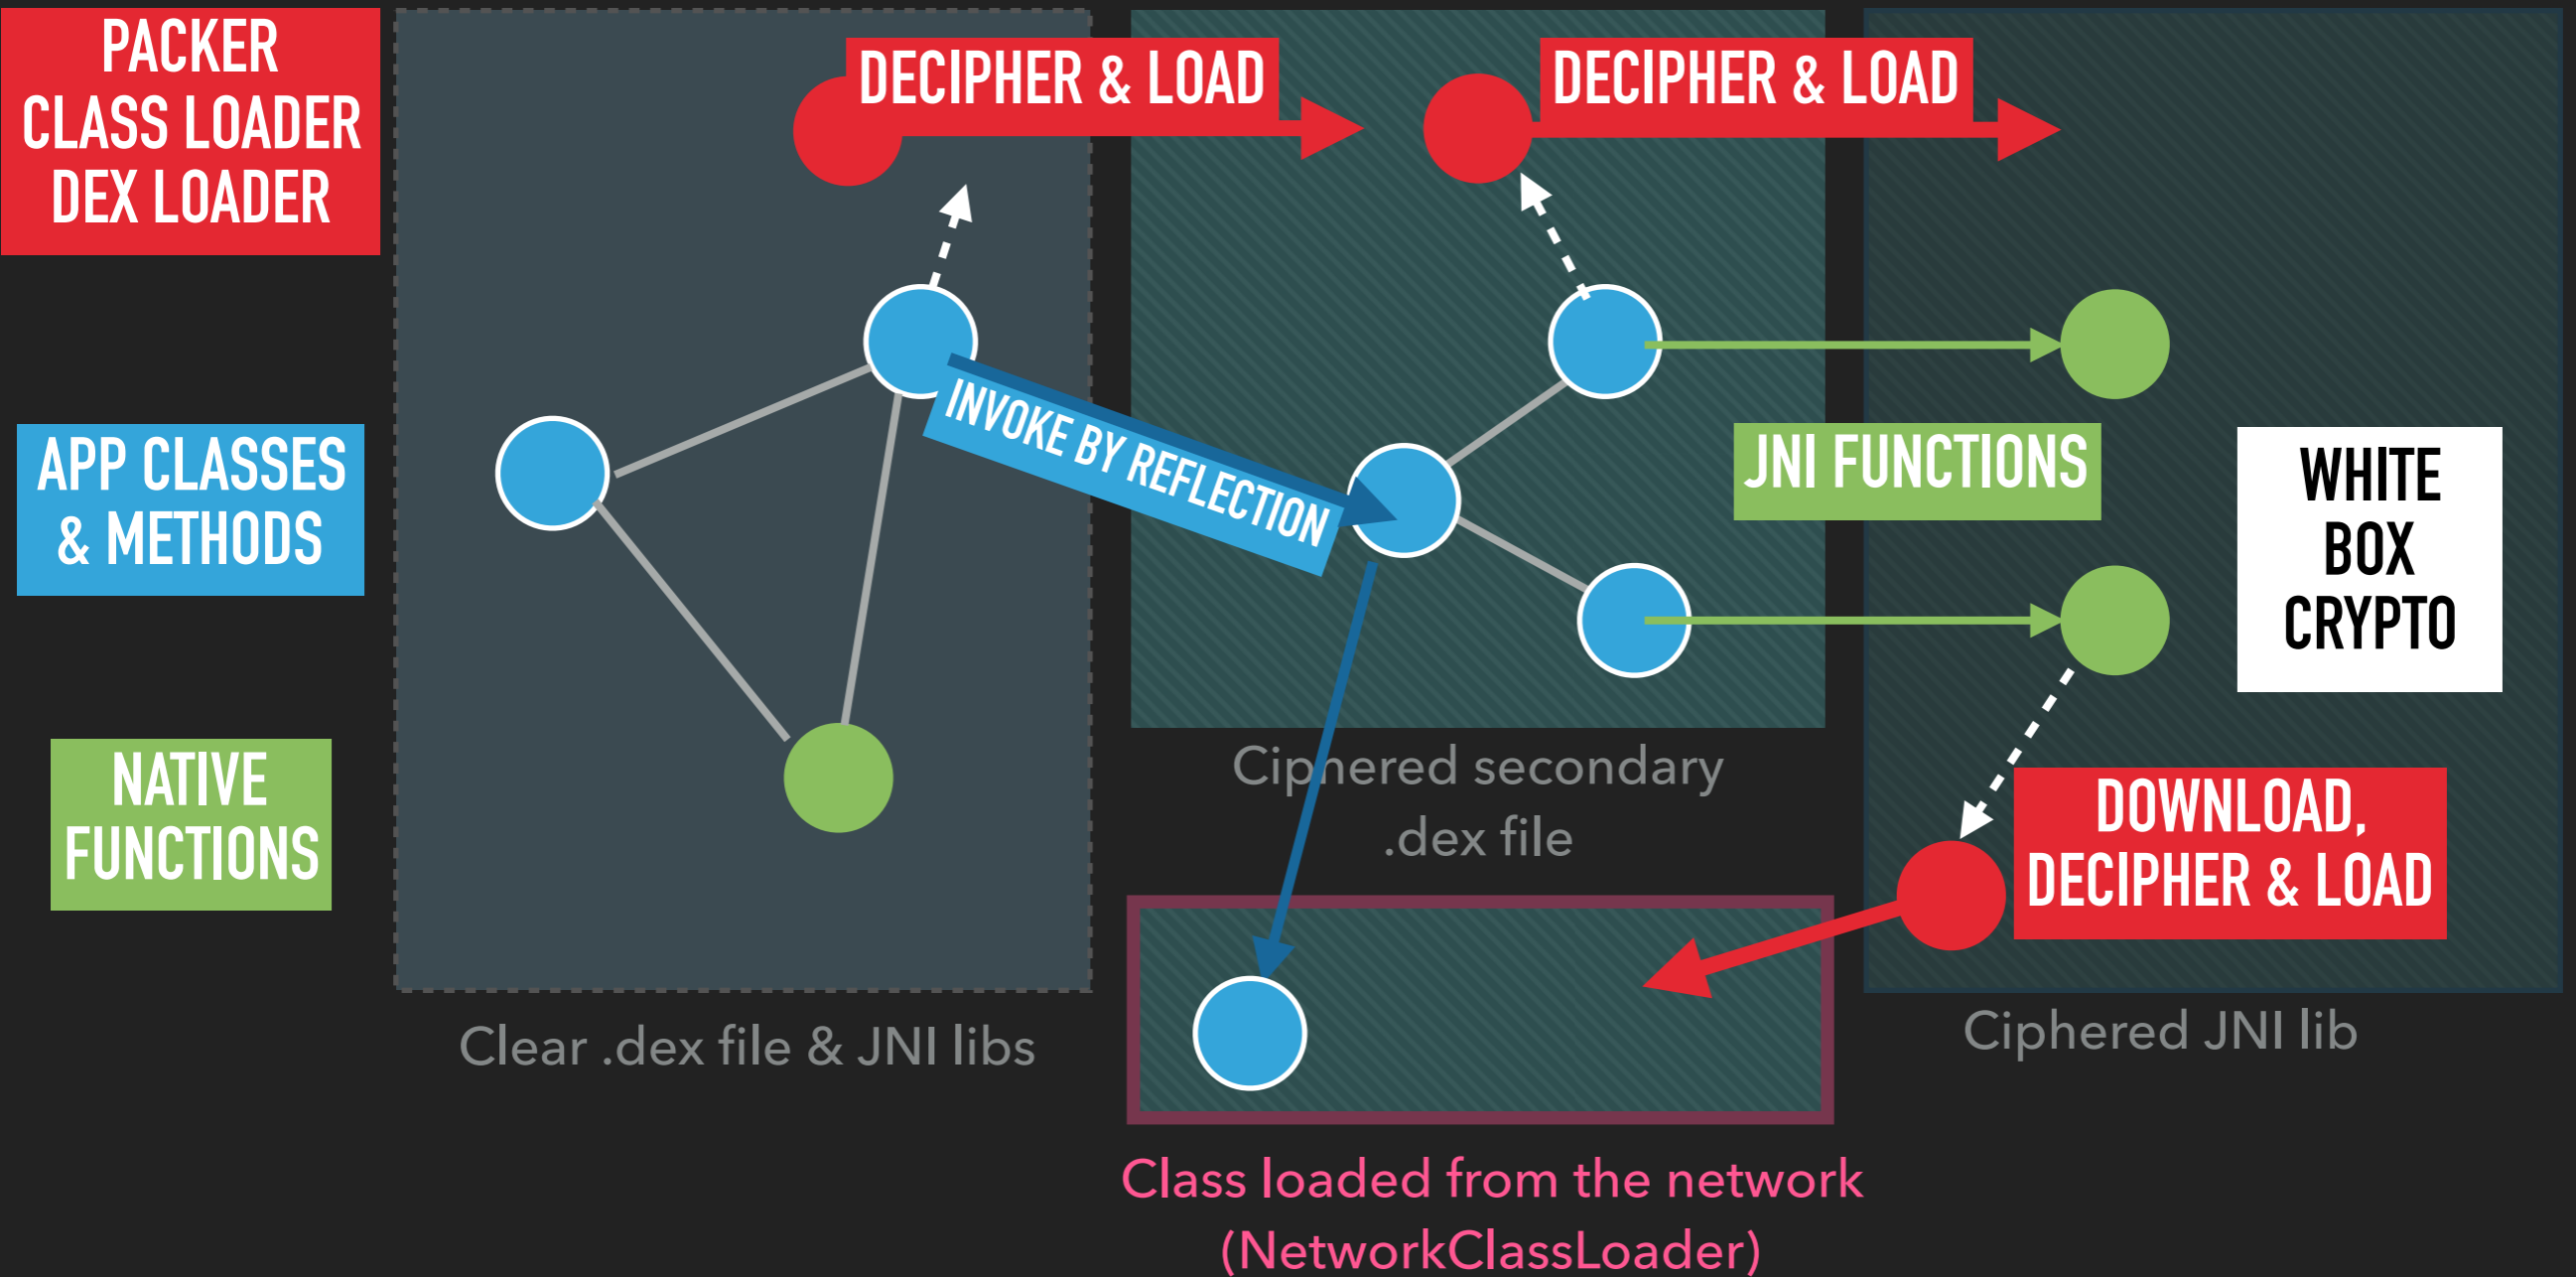 PACKER
CLASS LOADER
DEX LOADER
DECIPHER & LOAD
DECIPHER & LOAD
APP CLASSES
& METHODS
INVOKE BY REFLECTION
JNI FUNCTIONS
WHITE
BOX
CRYPTO
NATIVE
FUNCTIONS
Ciphered secondary
.dex file
DOWNLOAD,
DECIPHER & LOAD
Clear .dex file & JNI libs
Ciphered JNI lib
Class loaded from the network
(NetworkClassLoader)